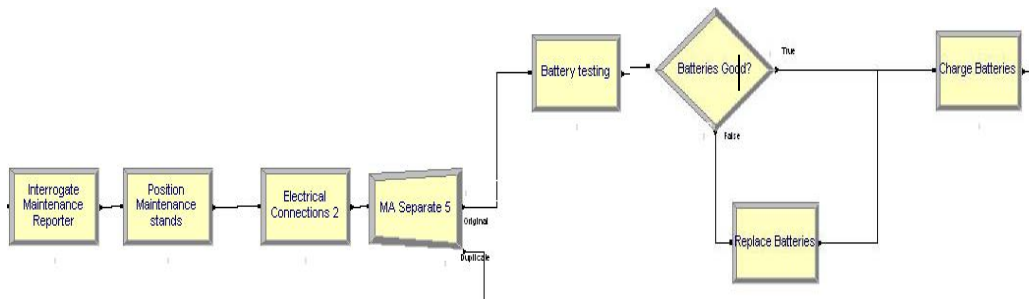 Interrogate
Maintenance
Reporter
Position
Maintenance
stands
Electrical
Connections 2
MA Separate 5
Original
Duplicate
Battery testing
Batteries Good?
True
False
Replace Batteries
Charge Batteries